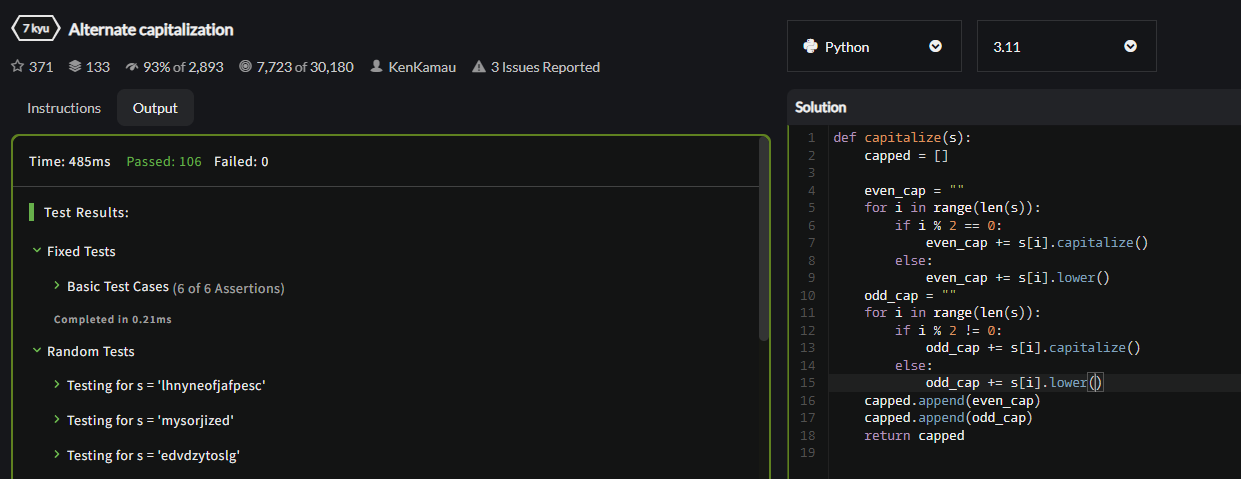 7 kyu Alternate capitalization
371 133 93% of 2,893 7,723 of 30,180 KenKamau 3 Issues Reported
Python 3.11
Instructions Output
Time: 485ms Passed: 106 Failed: 0
Test Results:
Fixed Tests
Basic Test Cases (6 of 6 Assertions)
Completed in 0.21ms
Random Tests
Testing for s = 'lhnyneofjafpesc'
Testing for s = 'mysorjized'
Testing for s = 'edvdzytoslg'
Solution
1 def capitalize(s):
2     capped = []
3
4     even_cap = ""
5     for i in range(len(s)):
6         if i % 2 == 0:
7             even_cap += s[i].capitalize()
8         else:
9             even_cap += s[i].lower()
10     odd_cap = ""
11     for i in range(len(s)):
12         if i % 2 != 0:
13             odd_cap += s[i].capitalize()
14         else:
15             odd_cap += s[i].lower()
16     capped.append(even_cap)
17     capped.append(odd_cap)
18     return capped
19